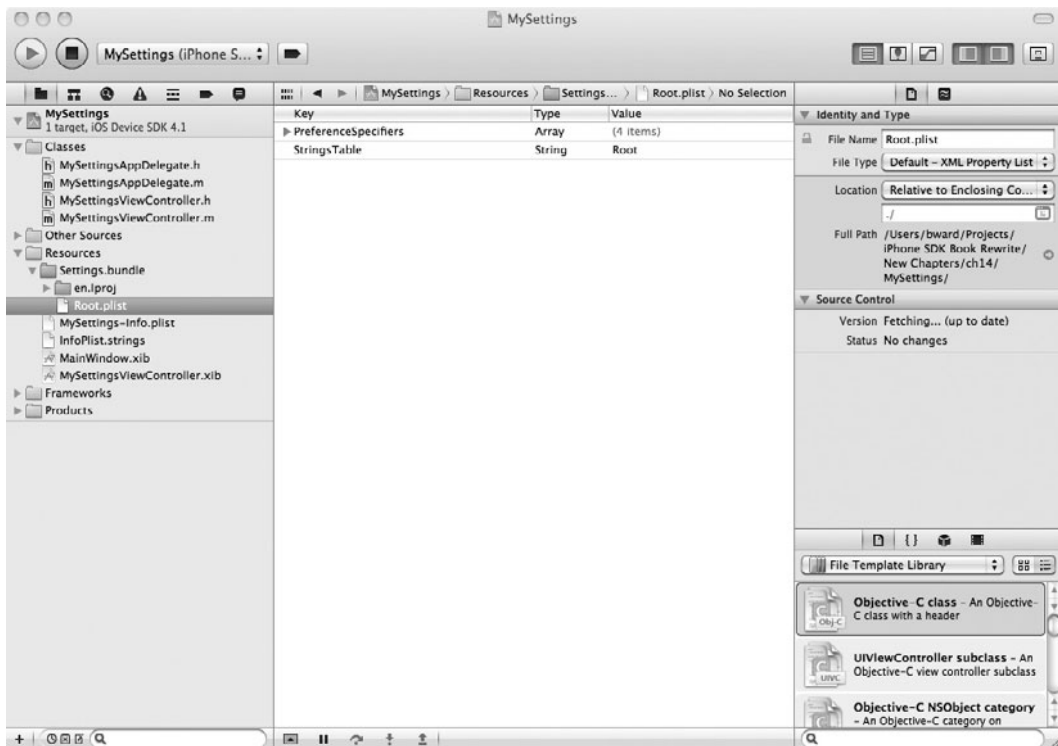 MySettings
MySettings (iPhone S...
MySettings
1 target, iOS Device SDK 4.1
Classes
MySettingsAppDelegate.h
MySettingsAppDelegate.m
MySettingsViewController.h
MySettingsViewController.m
Other Sources
Resources
Settings.bundle
en.lproj
Root.plist
MySettings-Info.plist
InfoPlist.strings
MainWindow.xib
MySettingsViewController.xib
Frameworks
Products
MySettings 〉 Resources 〉 Settings... 〉 Root.plist 〉 No Selection
Key Type Value
PreferenceSpecifiers Array (4 items)
StringsTable String Root
Identity and Type
File Name Root.plist
File Type Default - XML Property List
Location Relative to Enclosing Co...
./
Full Path /Users/bward/Projects/
iPhone SDK Book Rewrite/
New Chapters/ch14/
MySettings/
Source Control
Version Fetching... (up to date)
Status No changes
{}
File Template Library
Obj-C
Objective-C class - An Objective-
C class with a header
UIVC
UIViewController subclass - An
Objective-C view controller subclass
Objective-C NSObject category
- An Objective-C category on